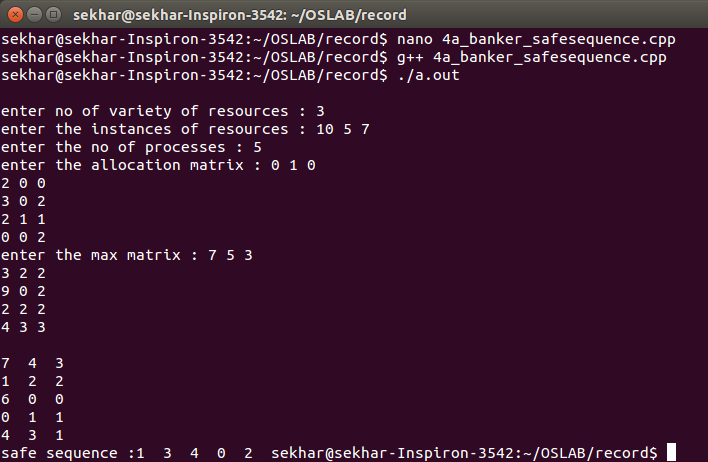 sekhar@sekhar-Inspiron-3542: ~/OSLAB/record
sekhar@sekhar-Inspiron-3542:~/OSLAB/record$ nano 4a_banker_safesequence.cpp
sekhar@sekhar-Inspiron-3542:~/OSLAB/record$ g++ 4a_banker_safesequence.cpp
sekhar@sekhar-Inspiron-3542:~/OSLAB/record$ ./a.out
enter no of variety of resources : 3
enter the instances of resources : 10 5 7
enter the no of processes : 5
enter the allocation matrix : 0 1 0
2 0 0
3 0 2
2 1 1
0 0 2
enter the max matrix : 7 5 3
3 2 2
9 0 2
2 2 2
4 3 3
7  4  3
1  2  2
6  0  0
0  1  1
4  3  1
safe sequence :1  3  4  0  2  sekhar@sekhar-Inspiron-3542:~/OSLAB/record$